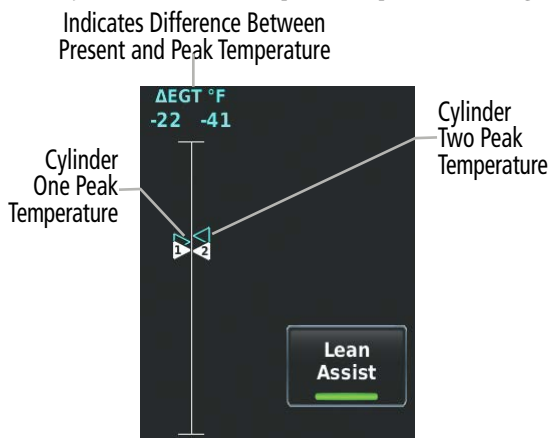 Indicates Difference Between
Present and Peak Temperature
ΔEGT °F
-22 -41
Cylinder
One Peak
Temperature
Cylinder
Two Peak
Temperature
1 2
Lean
Assist